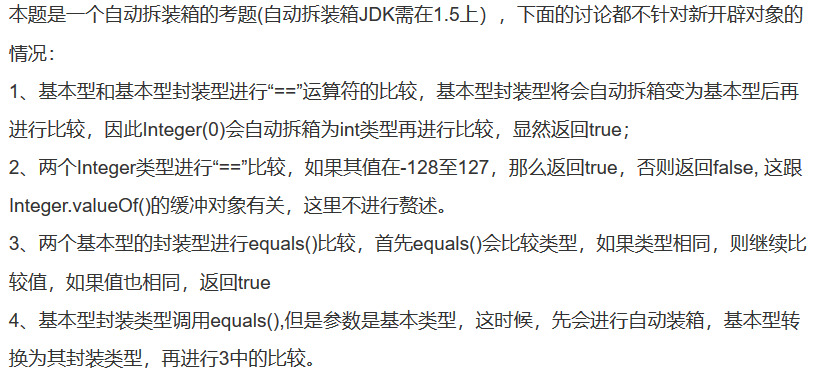 本题是一个自动拆装箱的考题(自动拆装箱JDK需在1.5上），下面的讨论都不针对新开辟对象的
情况：
1、基本型和基本型封装型进行“==”运算符的比较，基本型封装型将会自动拆箱变为基本型后再
进行比较，因此Integer(0)会自动拆箱为int类型再进行比较，显然返回true；
2、两个Integer类型进行“==”比较，如果其值在-128至127，那么返回true，否则返回false, 这跟
Integer.valueOf()的缓冲对象有关，这里不进行赘述。
3、两个基本型的封装型进行equals()比较，首先equals()会比较类型，如果类型相同，则继续比
较值，如果值也相同，返回true
4、基本型封装类型调用equals(),但是参数是基本类型，这时候，先会进行自动装箱，基本型转
换为其封装类型，再进行3中的比较。